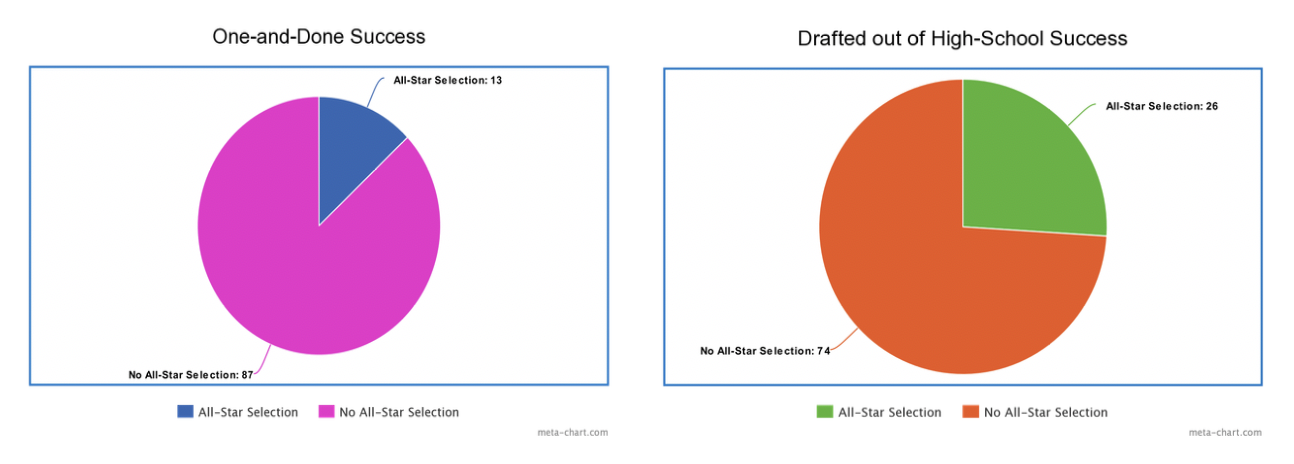 One-and-Done Success
All-Star Selection: 13
No All-Star Selection: 87
All-Star Selection
No All-Star Selection
meta-chart.com
Drafted out of High-School Success
All-Star Selection: 26
No All-Star Selection: 74
All-Star Selection
No All-Star Selection
meta-chart.com